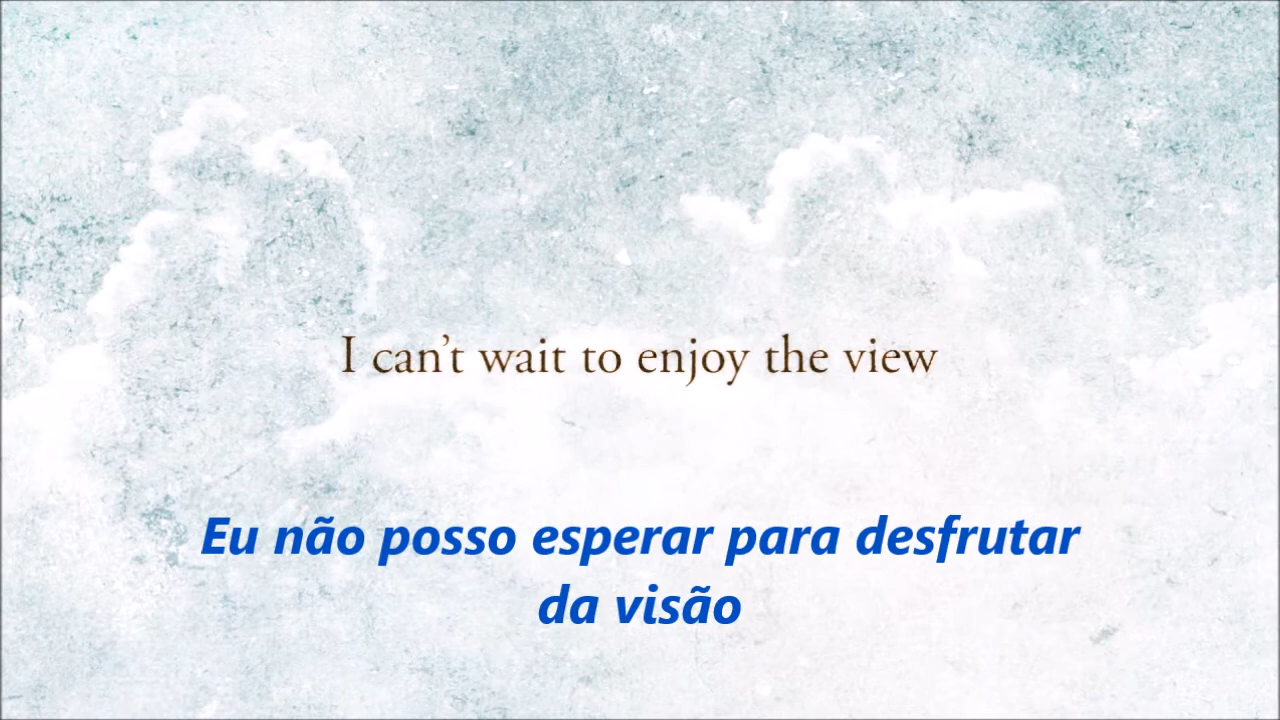 I can't wait to enjoy the view
Eu não posso esperar para desfrutar
da visão